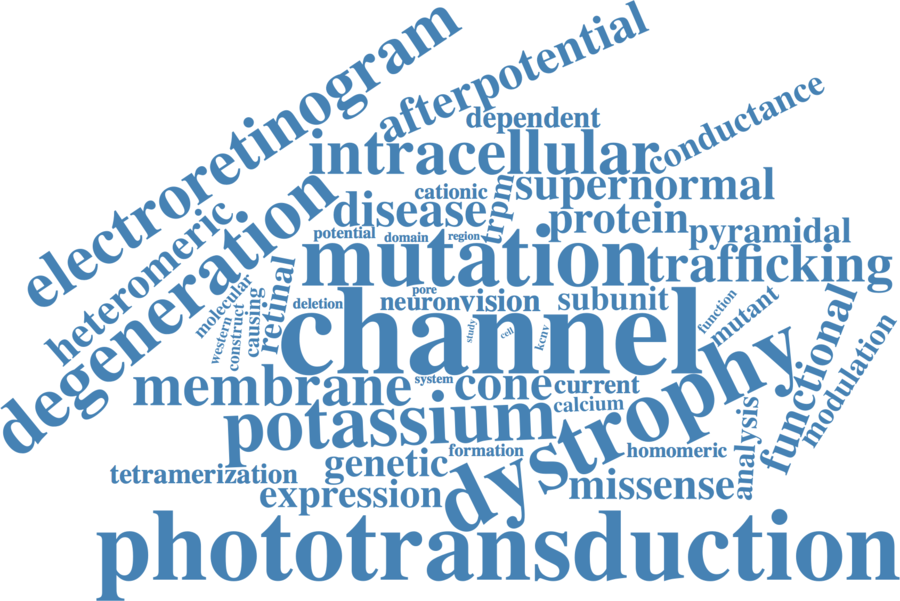 electroretinogram
afterpotential
dependent
conductance
intracellular
cationic
trpm
supernormal
disease
protein
heteromeric
degeneration
potential
domain
region
pyramidal
mutation
trafficking
molecular
retinal
pore
deletion
neuron
vision
subunit
western
construct
causing
channel
study
cell
kcnv
function
mutant
functional
modulation
membrane
system
cone
current
potassium
calcium
dystrophy
analysis
formation
homomeric
tetramerization
genetic
expression
missense
phototransduction